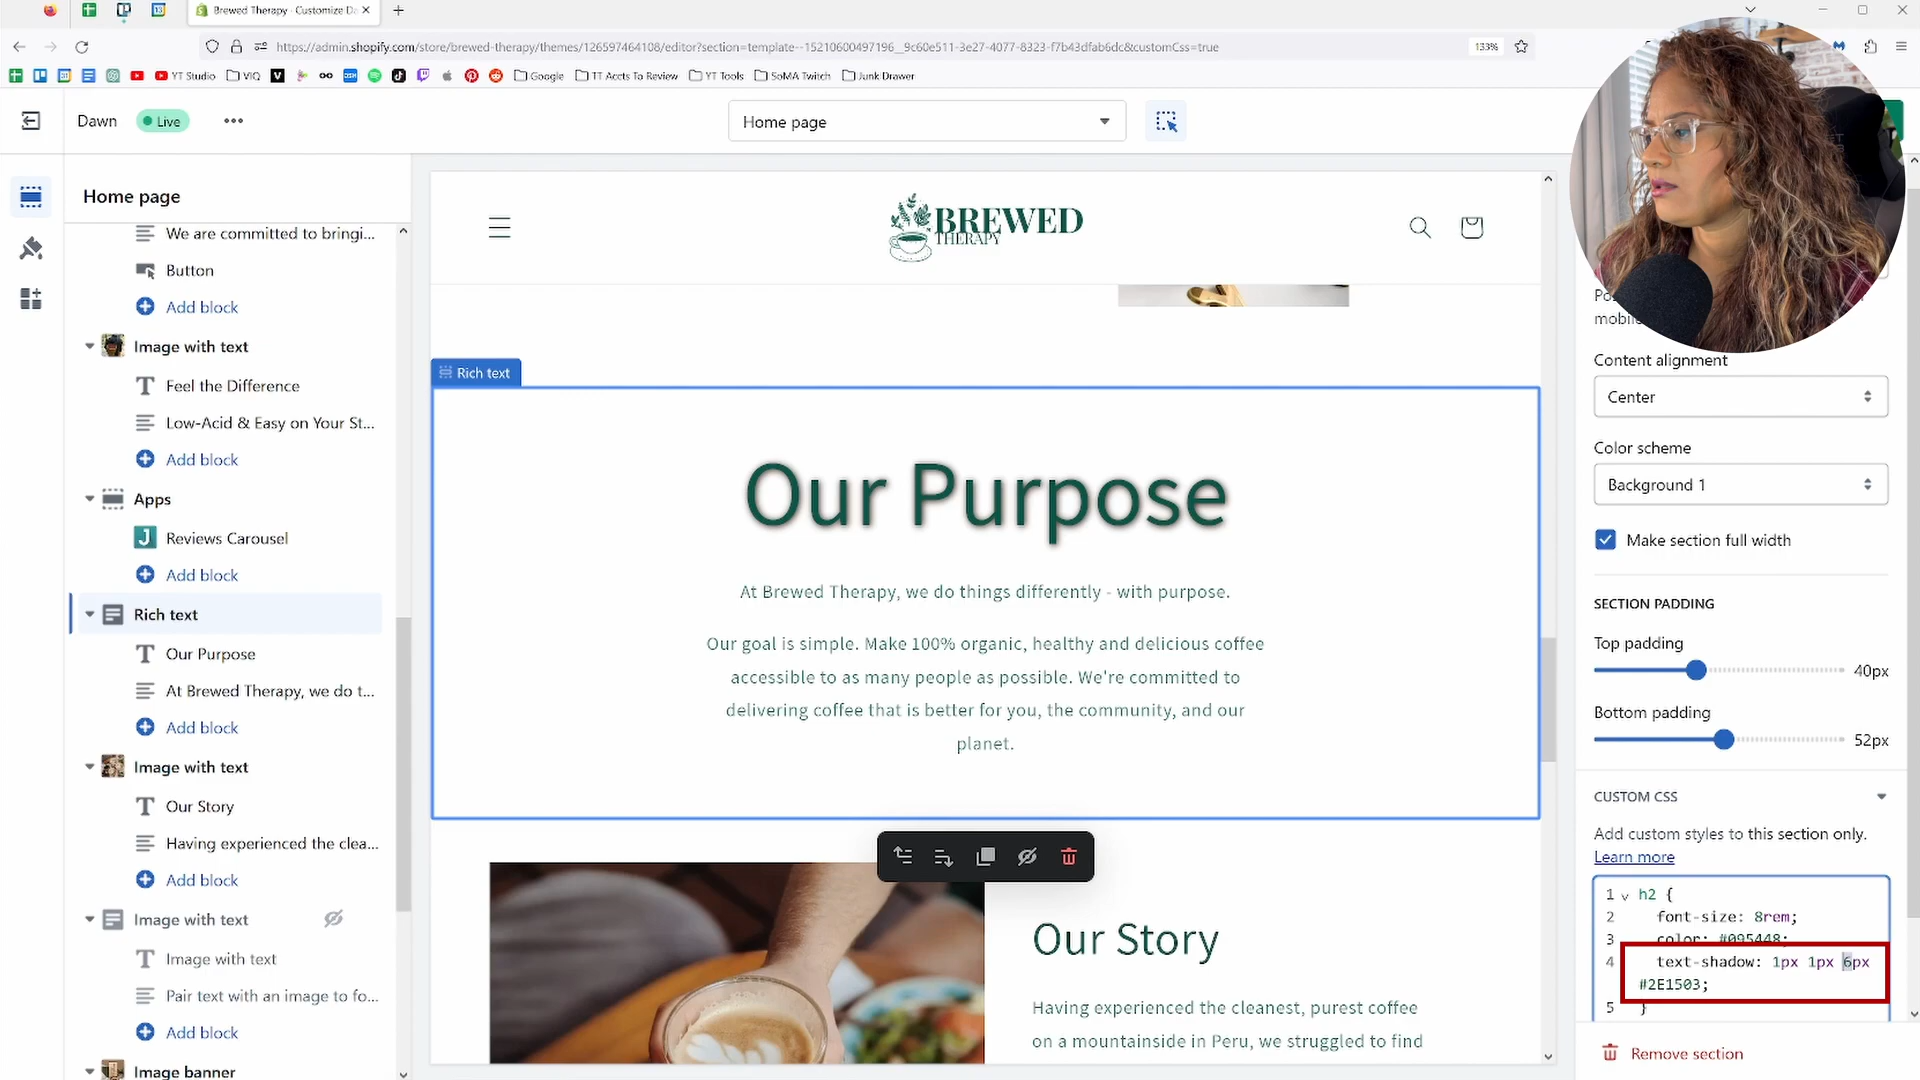 Brewed Therapy · Customize Da
https://admin.shopify.com/store/brewed-therapy/themes/126597464108/editor?section=template--15210600497196__9c60e511-3e27-4077-8323-f7b43dfab6dc&customCss=true
133%
YT Studio
VIQ
Google
TT Accts To Review
YT Tools
SoMA Twitch
Junk Drawer
Dawn
Live
Home page
Home page
We are committed to bringi...
Button
Add block
Image with text
Feel the Difference
Low-Acid & Easy on Your St...
Add block
Apps
Reviews Carousel
Add block
Rich text
Our Purpose
At Brewed Therapy, we do t...
Add block
Image with text
Our Story
Having experienced the clea...
Add block
Image with text
Image with text
Pair text with an image to fo...
Add block
Image banner
BREWED
THERAPY
Rich text
Our Purpose
At Brewed Therapy, we do things differently - with purpose.
Our goal is simple. Make 100% organic, healthy and delicious coffee
accessible to as many people as possible. We're committed to
delivering coffee that is better for you, the community, and our
planet.
Our Story
Having experienced the cleanest, purest coffee
on a mountainside in Peru, we struggled to find
Content alignment
Center
Color scheme
Background 1
Make section full width
SECTION PADDING
Top padding
40px
Bottom padding
52px
CUSTOM CSS
Add custom styles to this section only.
Learn more
1 h2 {
2 font-size: 8rem;
3 color: #095448;
4 text-shadow: 1px 1px 6px
#2E1503;
5 }
Remove section